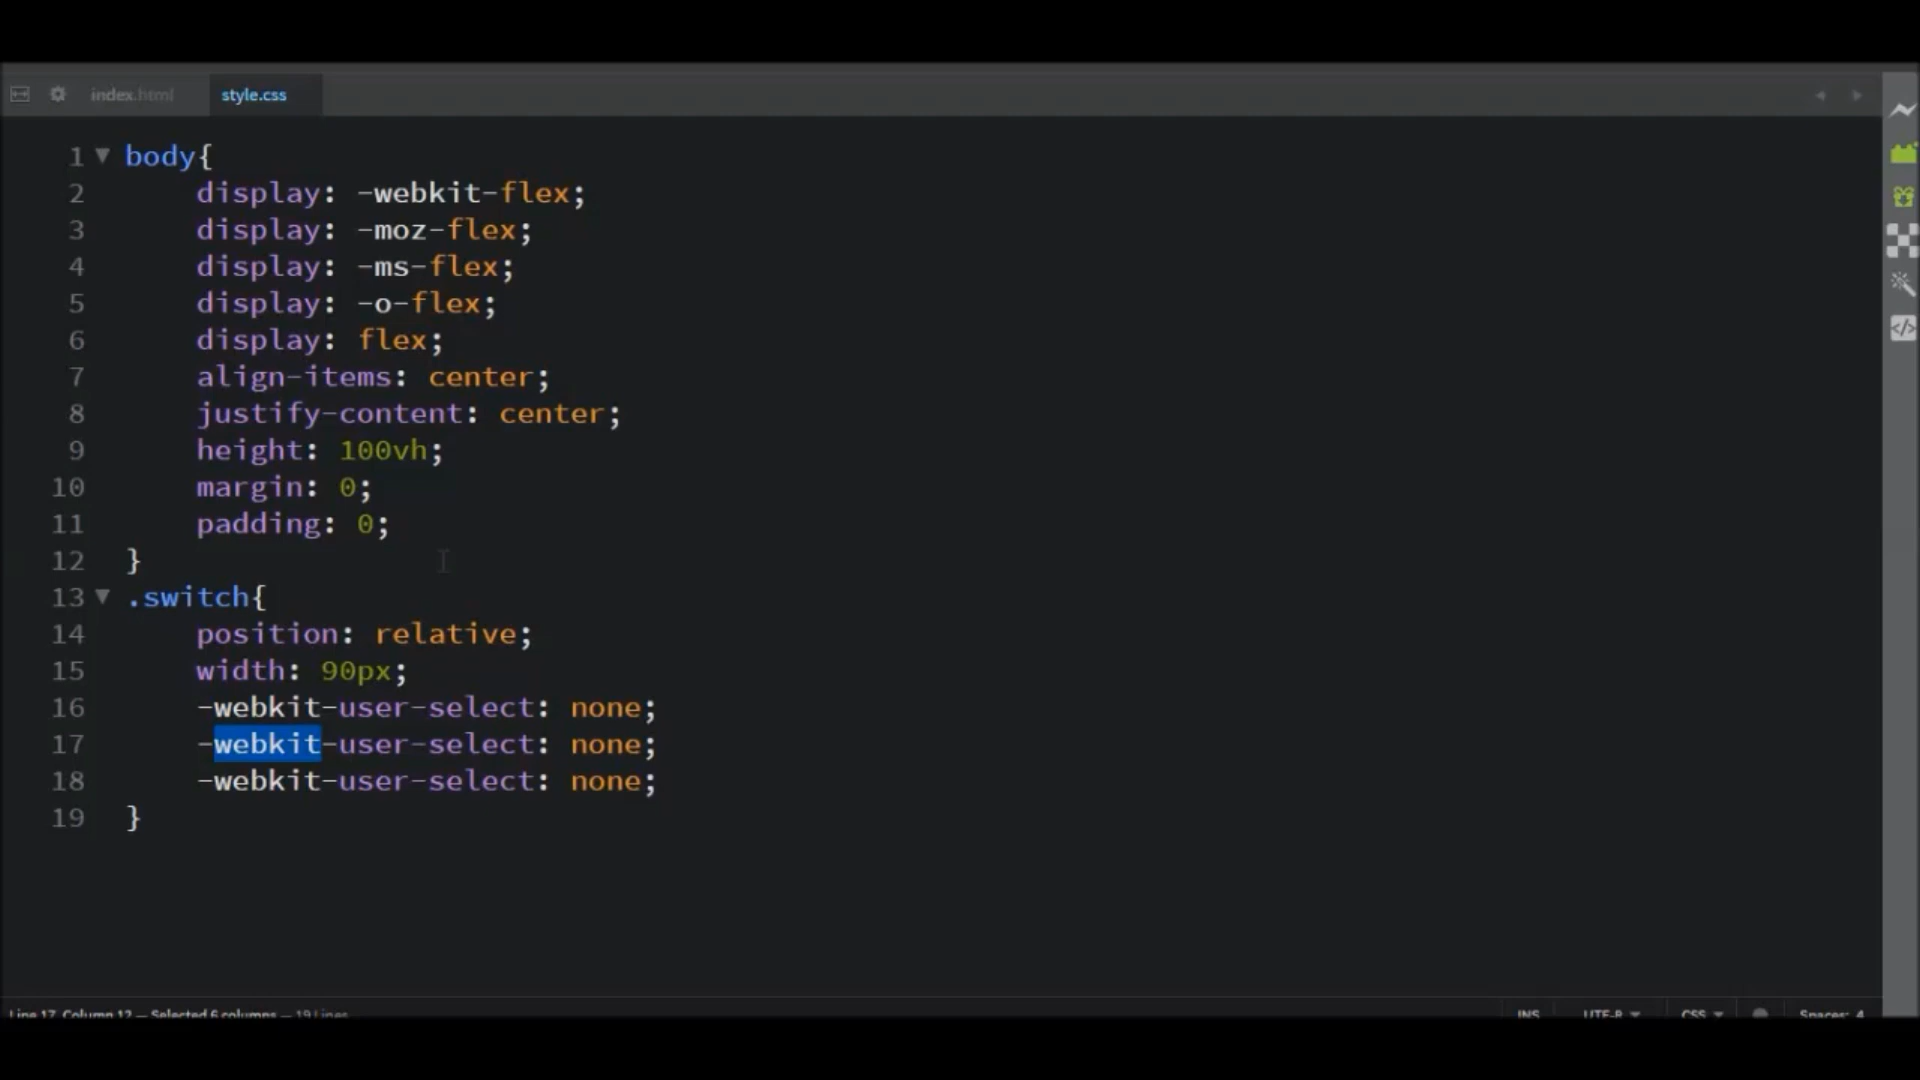 index.html
style.css
1 body{
2 display: -webkit-flex;
3 display: -moz-flex;
4 display: -ms-flex;
5 display: -o-flex;
6 display: flex;
7 align-items: center;
8 justify-content: center;
9 height: 100vh;
10 margin: 0;
11 padding: 0;
12 }
13 .switch{
14 position: relative;
15 width: 90px;
16 -webkit-user-select: none;
17 -webkit-user-select: none;
18 -webkit-user-select: none;
19 }
Line 17, Column 12 — Selected 6 columns — 19 Lines
INS UTF-8 CSS Spaces: 4